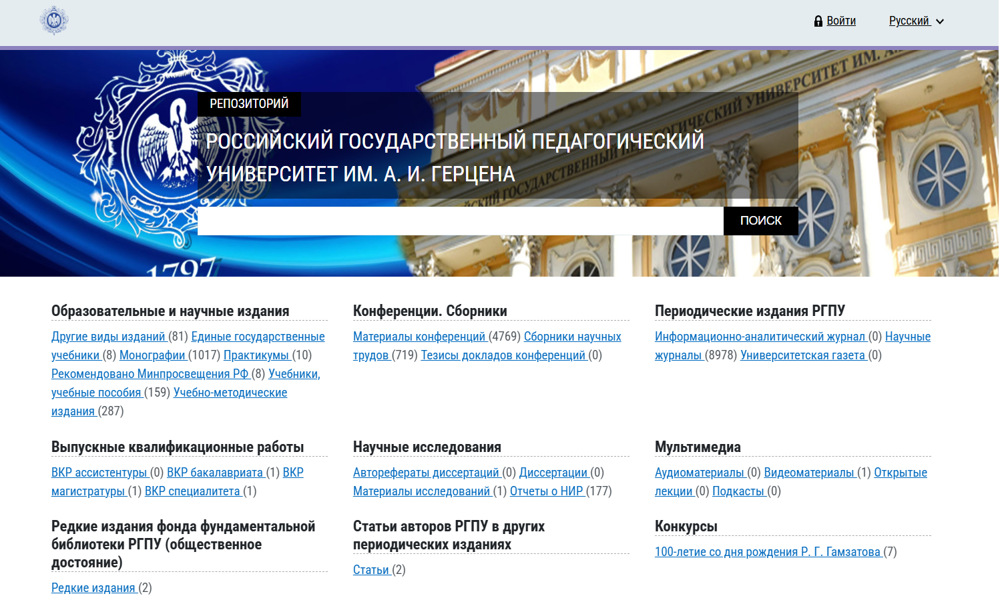 Войти
Русский
УНИВЕРСИТЕТ ИМ. А.
РЕПОЗИТОРИЙ
РОССИЙСКИЙ ГОСУДАРСТВЕННЫЙ ПЕДАГОГИЧЕСКИЙ
УНИВЕРСИТЕТ ИМ. А. И. ГЕРЦЕНА
ПОИСК
1797
Образовательные и научные издания
Другие виды изданий (81) Единые государственные
учебники (8) Монографии (1017) Практикумы (10)
Рекомендовано Минпросвещения РФ (8) Учебники,
учебные пособия (159) Учебно-методические
издания (287)
Конференции. Сборники
Материалы конференций (4769) Сборники научных
трудов (719) Тезисы докладов конференций (0)
Периодические издания РГПУ
Информационно-аналитический журнал (0) Научные
журналы (8978) Университетская газета (0)
Выпускные квалификационные работы
ВКР ассистентуры (0) ВКР бакалавриата (1) ВКР
магистратуры (1) ВКР специалитета (1)
Научные исследования
Авторефераты диссертаций (0) Диссертации (0)
Материалы исследований (1) Отчеты о НИР (177)
Мультимедиа
Аудиоматериалы (0) Видеоматериалы (1) Открытые
лекции (0) Подкасты (0)
Редкие издания фонда фундаментальной
библиотеки РГПУ (общественное
достояние)
Редкие издания (2)
Статьи авторов РГПУ в других
периодических изданиях
Статьи (2)
Конкурсы
100-летие со дня рождения Р. Г. Гамзатова (7)